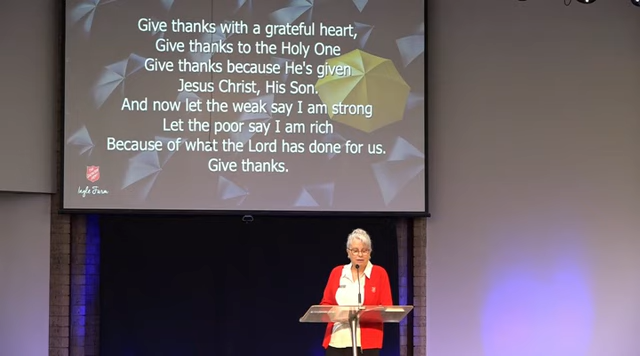 Give thanks with a grateful heart,
Give thanks to the Holy One
Give thanks because He's given
Jesus Christ, His Son.
And now let the weak say I am strong
Let the poor say I am rich
Because of what the Lord has done for us.
Give thanks.
Ingle Farm